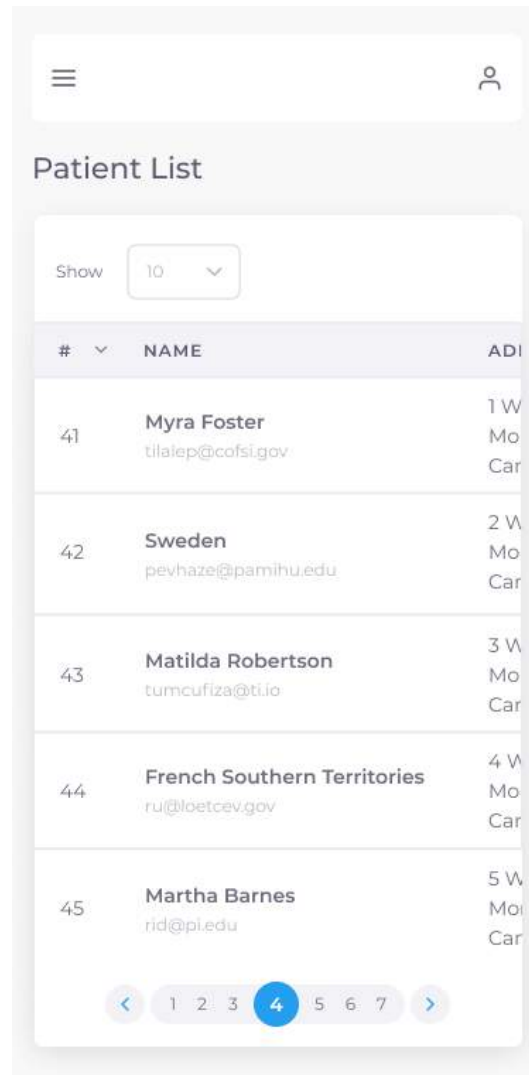 Patient List
Show 10
# NAME ADI
41 Myra Foster
tilalep@cofsi.gov
1 W
Mo
Car
42 Sweden
pevhaze@pamihu.edu
2 W
Mo
Car
43 Matilda Robertson
tumcufiza@ti.io
3 W
Mo
Car
44 French Southern Territories
ru@loetcev.gov
4 W
Mo
Car
45 Martha Barnes
rid@pi.edu
5 W
Mo
Car
1 2 3 4 5 6 7